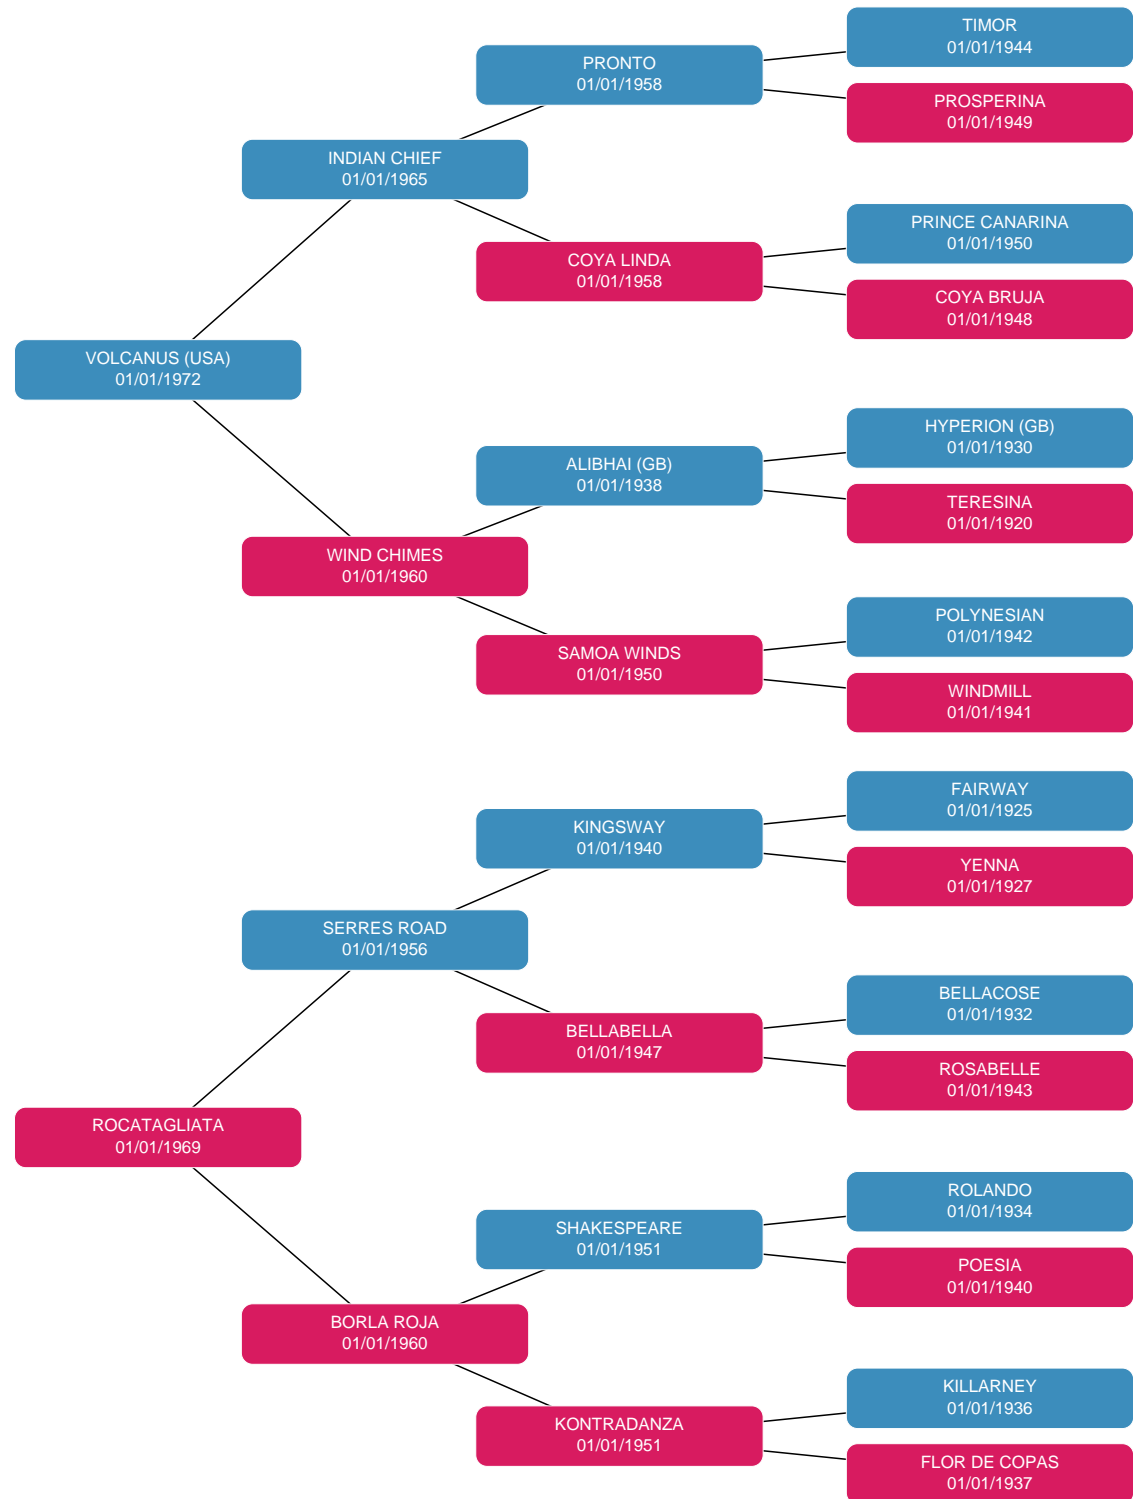 TIMOR
01/01/1944
PRONTO
01/01/1958
PROSPERINA
01/01/1949
INDIAN CHIEF
01/01/1965
PRINCE CANARINA
01/01/1950
COYA LINDA
01/01/1958
COYA BRUJA
01/01/1948
VOLCANUS (USA)
01/01/1972
HYPERION (GB)
01/01/1930
ALIBHAI (GB)
01/01/1938
TERESINA
01/01/1920
WIND CHIMES
01/01/1960
POLYNESIAN
01/01/1942
SAMOA WINDS
01/01/1950
WINDMILL
01/01/1941
FAIRWAY
01/01/1925
KINGSWAY
01/01/1940
YENNA
01/01/1927
SERRES ROAD
01/01/1956
BELLACOSE
01/01/1932
BELLABELLA
01/01/1947
ROSABELLE
01/01/1943
ROCATAGLIATA
01/01/1969
ROLANDO
01/01/1934
SHAKESPEARE
01/01/1951
POESIA
01/01/1940
BORLA ROJA
01/01/1960
KILLARNEY
01/01/1936
KONTRADANZA
01/01/1951
FLOR DE COPAS
01/01/1937